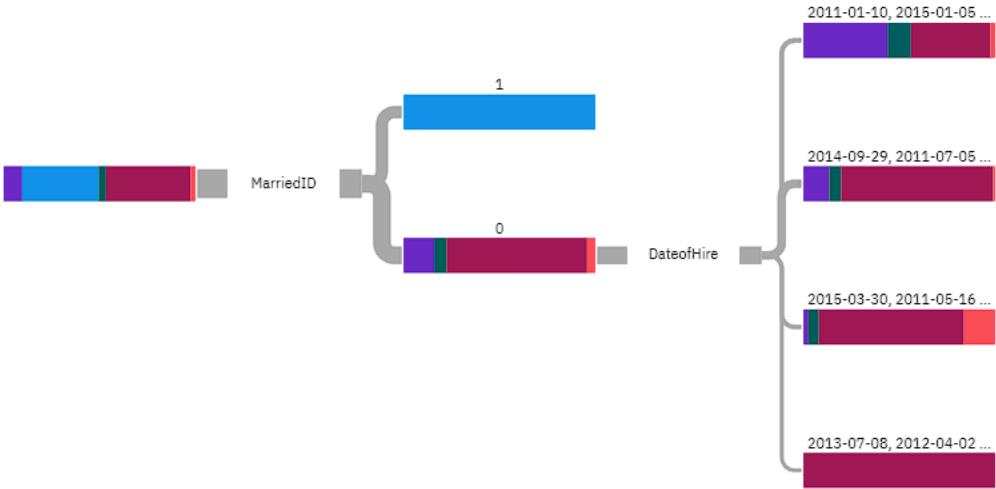 2011-01-10, 2015-01-05 ...
1
2014-09-29, 2011-07-05 ...
MarriedID
0
DateofHire
2015-03-30, 2011-05-16 ...
2013-07-08, 2012-04-02 ...